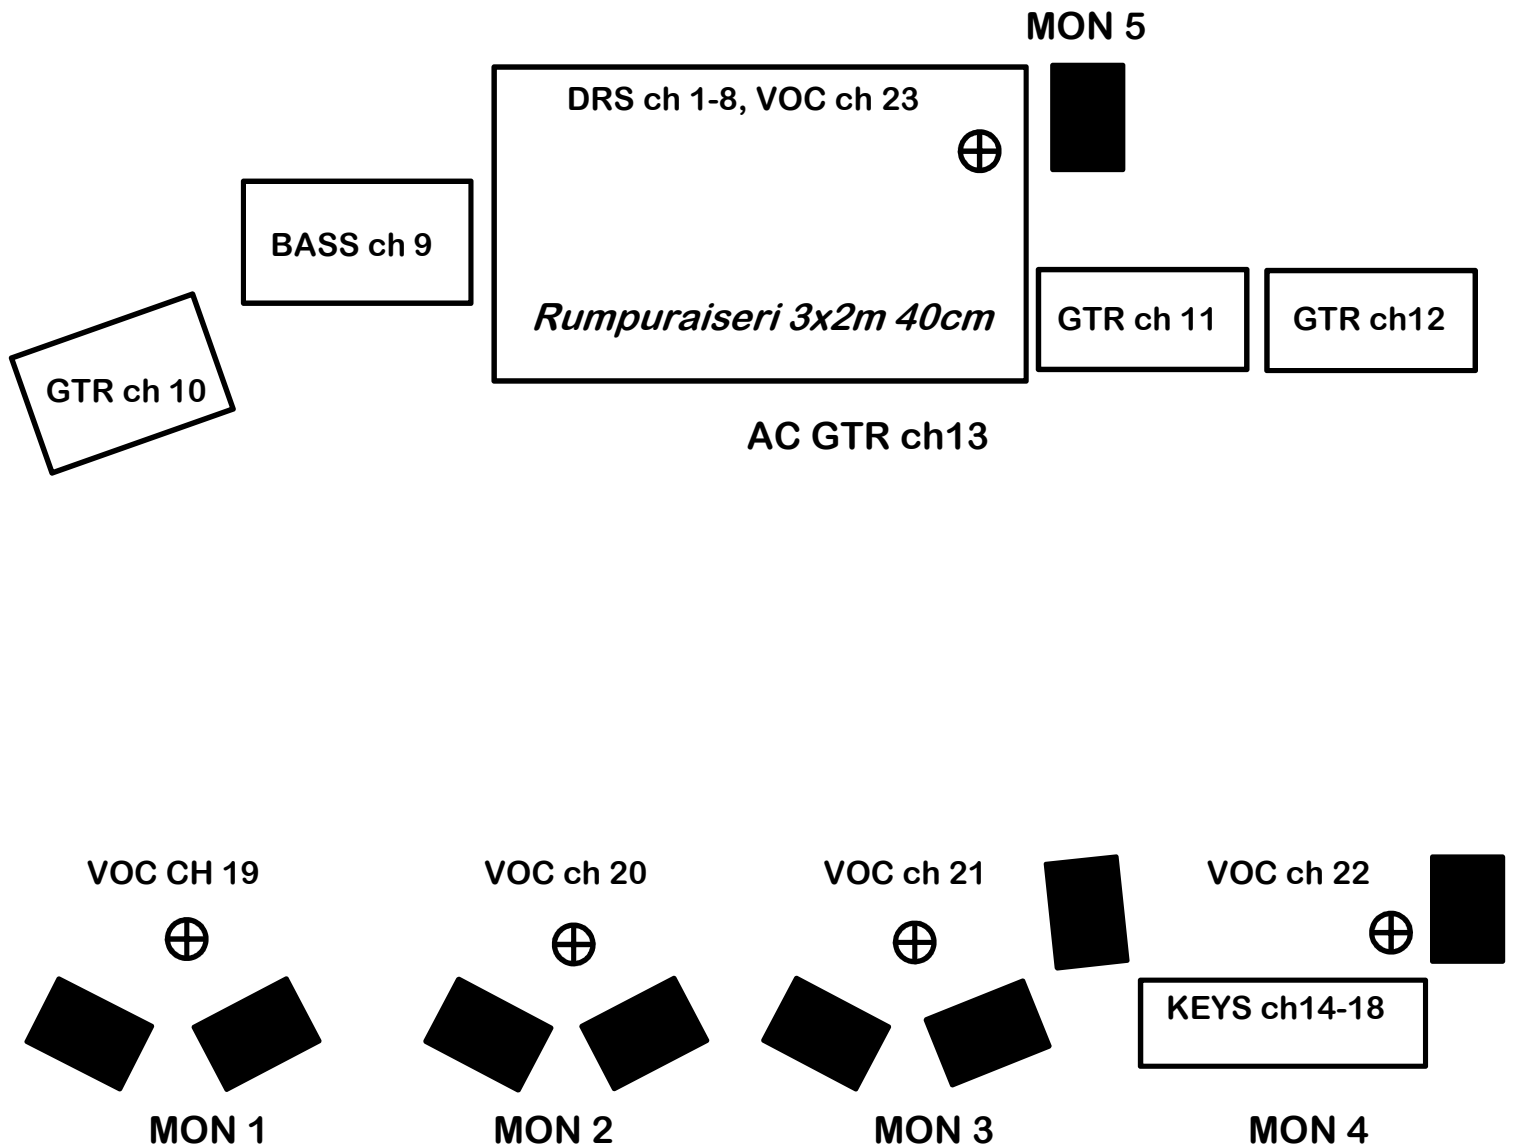 MON 5
DRS ch 1-8, VOC ch 23
BASS ch 9
Rumpuraiseri 3x2m 40cm
GTR ch 11
GTR ch12
GTR ch 10
AC GTR ch13
VOC CH 19
VOC ch 20
VOC ch 21
VOC ch 22
KEYS ch14-18
MON 1
MON 2
MON 3
MON 4